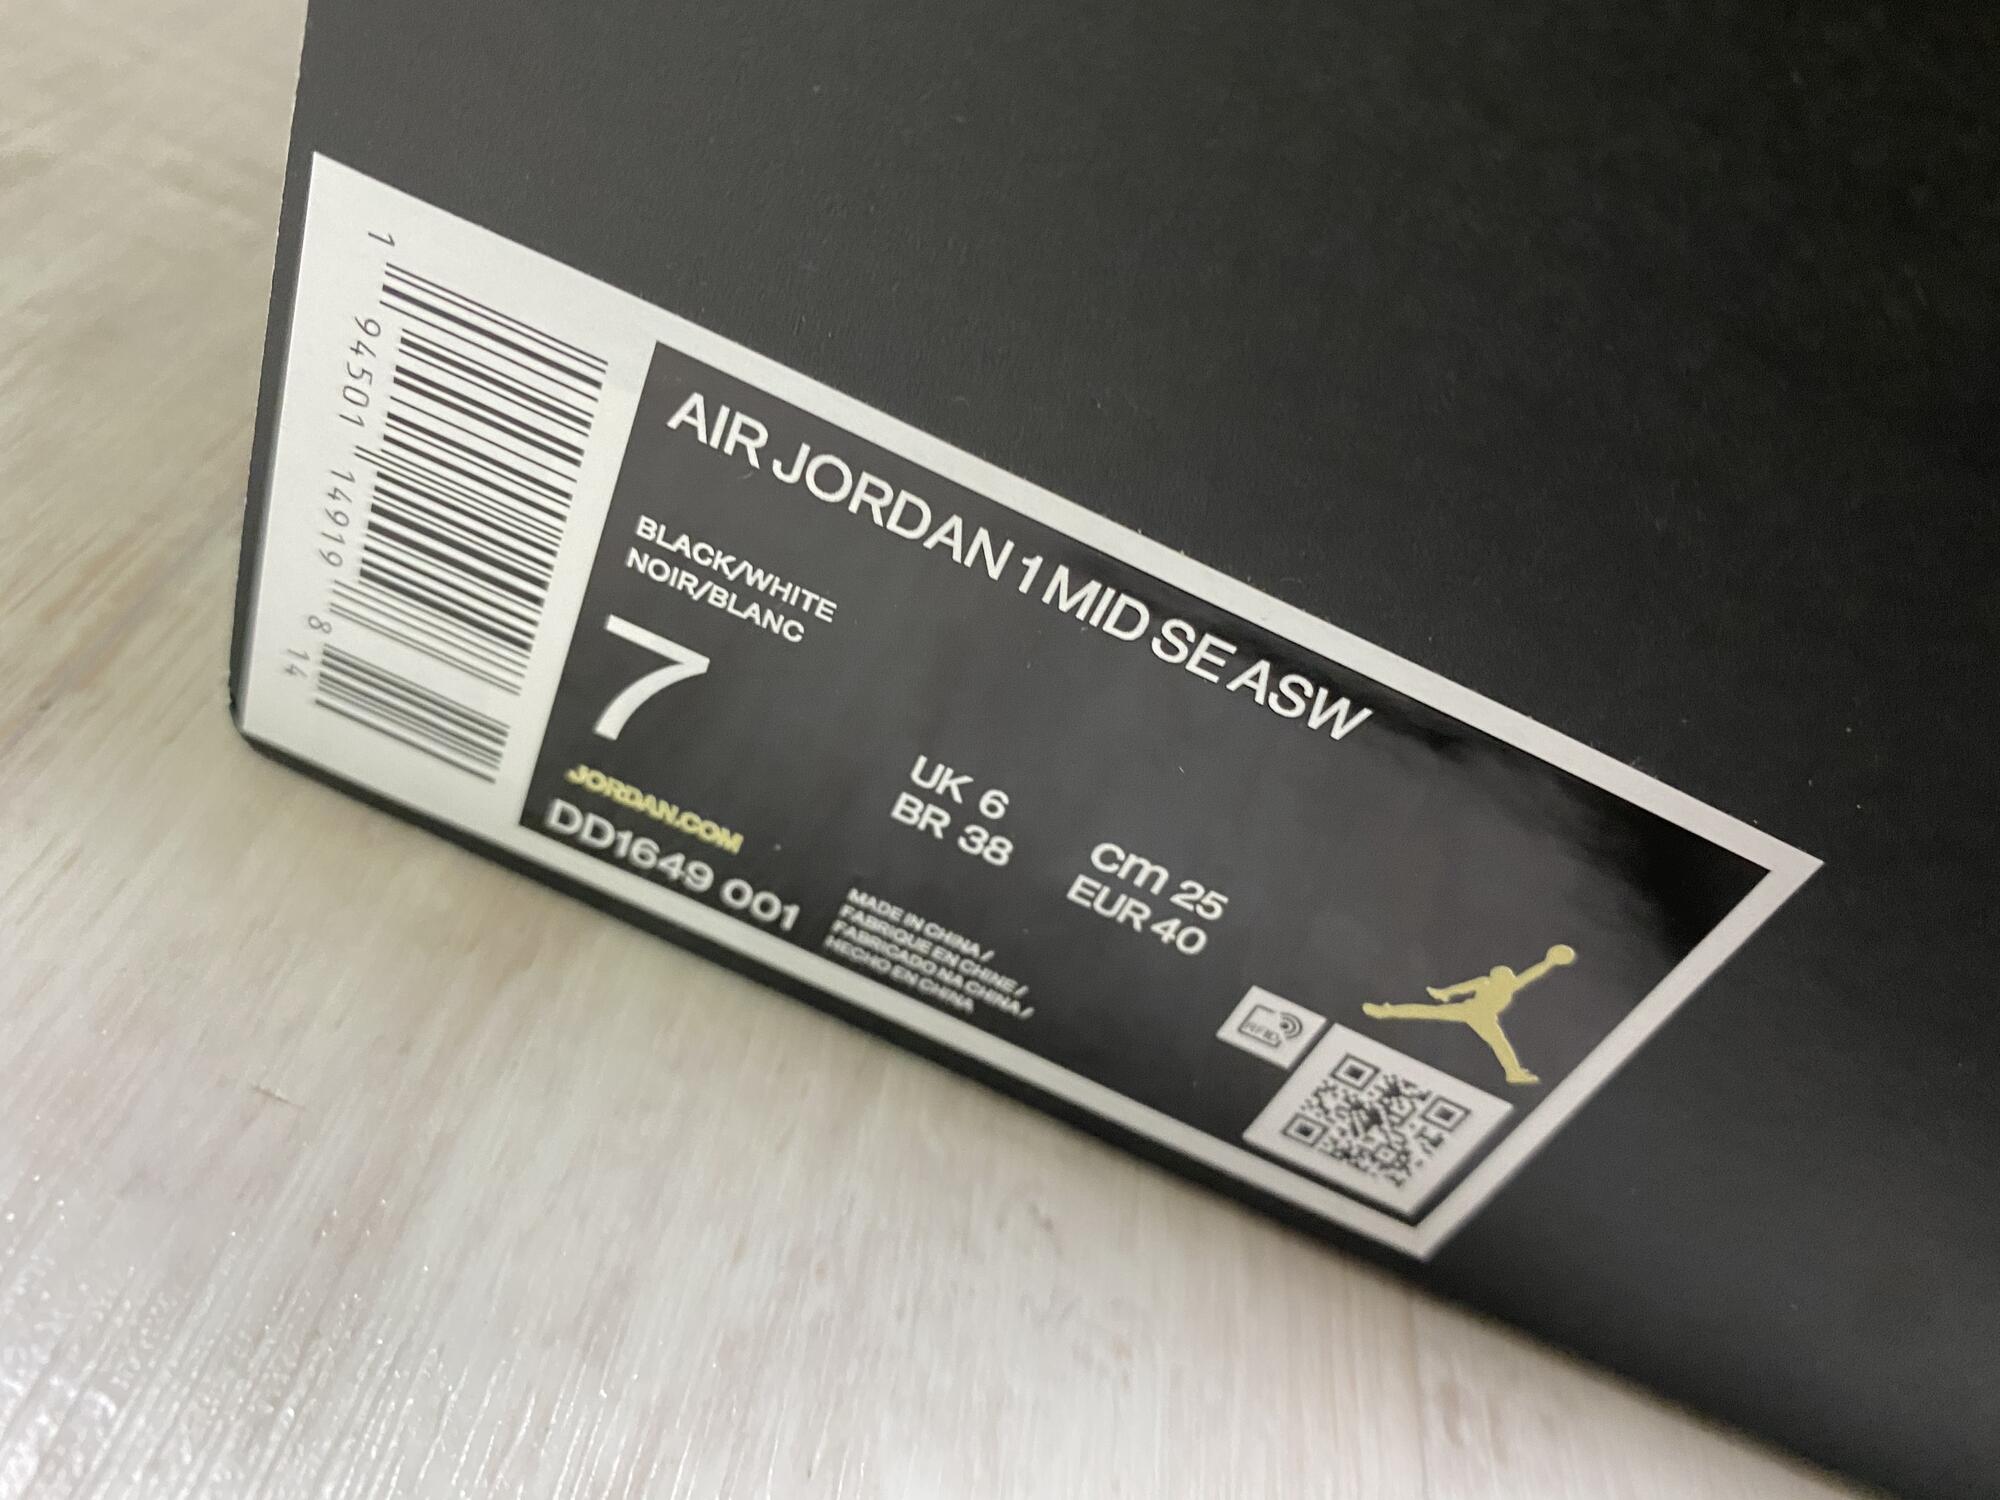 AIR JORDAN 1 MID SE ASW
BLACK/WHITE
NOIR/BLANC
7
UK 6
BR 38
cm 25
EUR 40
JORDAN.COM
DD1649 001
MADE IN CHINA /
FABRIQUE EN CHINE /
FABRICADO NA CHINA /
HECHO EN CHINA
RFID
1 94501 14919 8 14